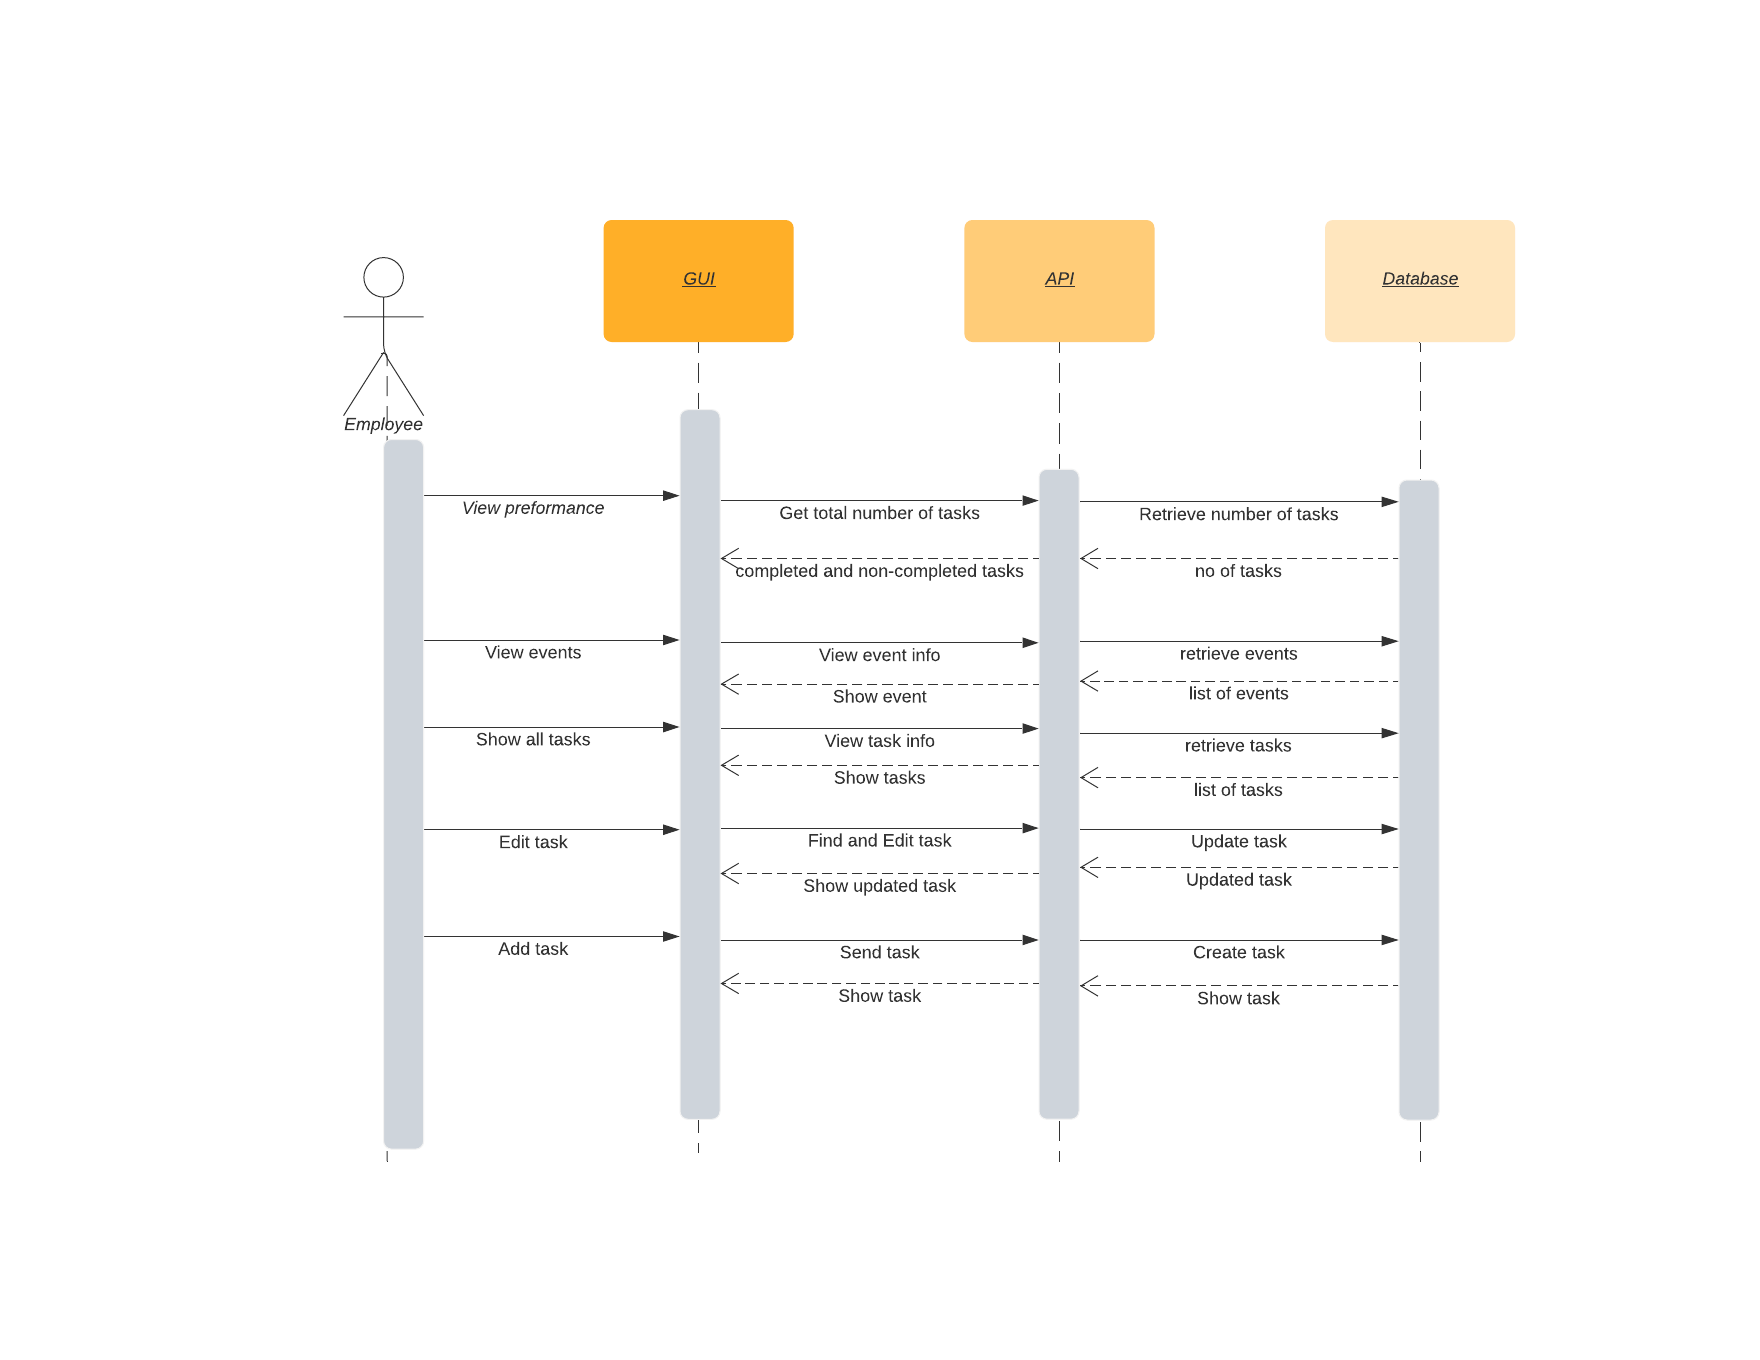 GUI
API
Database
Employee
View preformance
Get total number of tasks
Retrieve number of tasks
completed and non-completed tasks
no of tasks
View events
View event info
retrieve events
Show event
list of events
Show all tasks
View task info
retrieve tasks
Show tasks
list of tasks
Edit task
Find and Edit task
Update task
Show updated task
Updated task
Add task
Send task
Create task
Show task
Show task